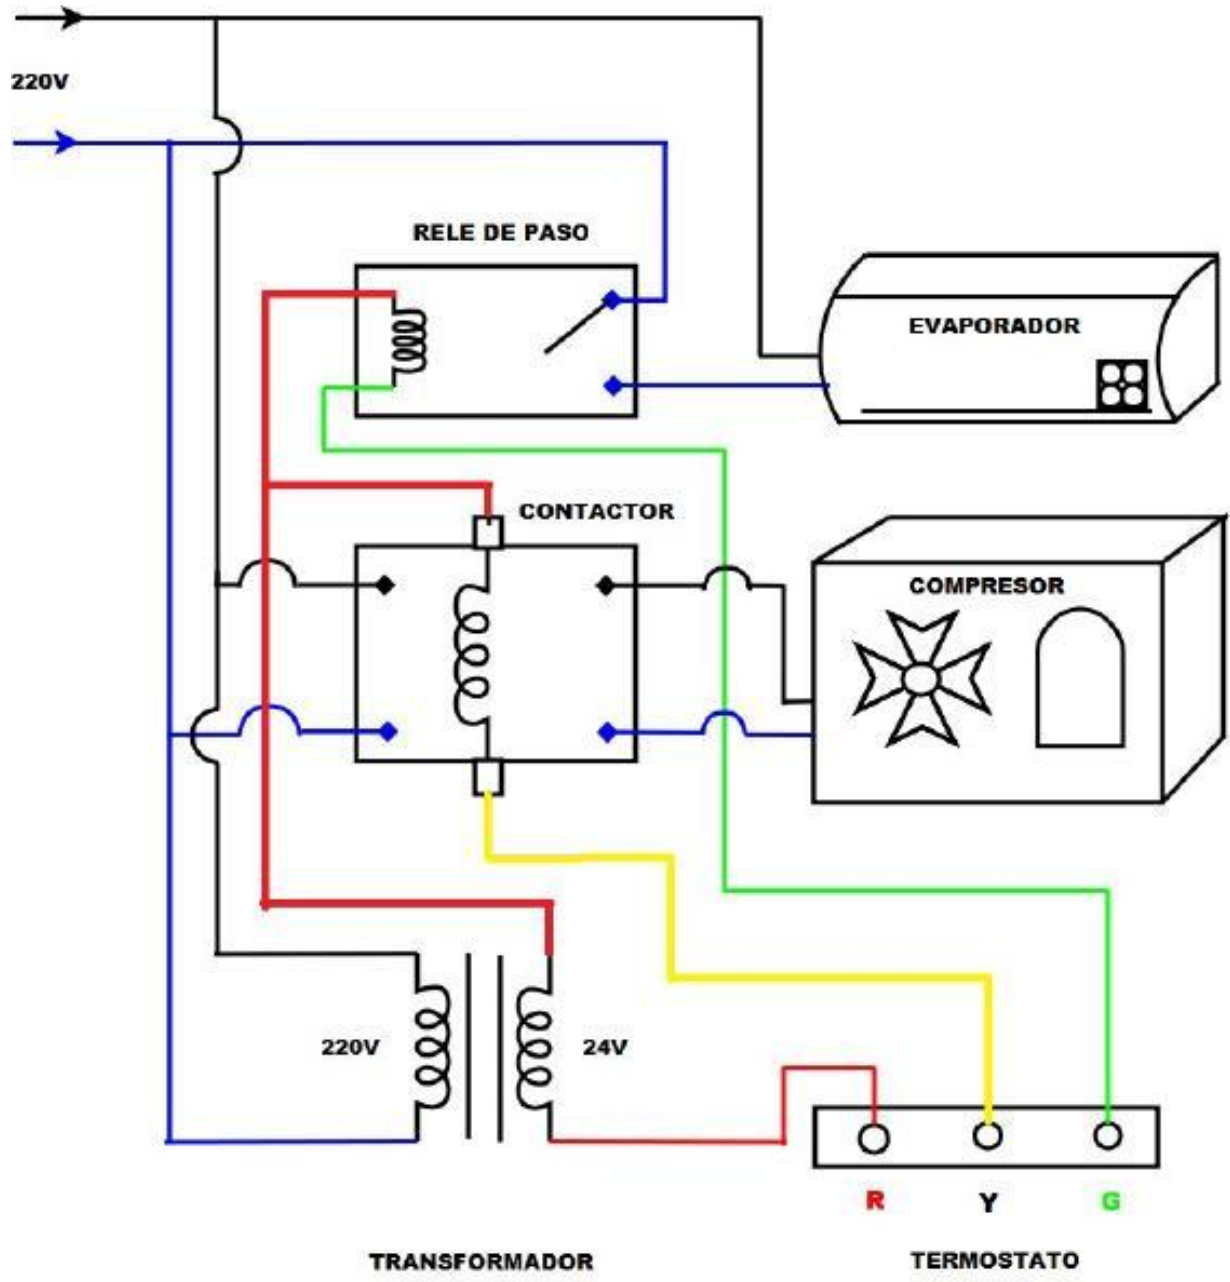 220V
RELE DE PASO
EVAPORADOR
CONTACTOR
COMPRESOR
220V
24V
R
Y
G
TRANSFORMADOR
TERMOSTATO